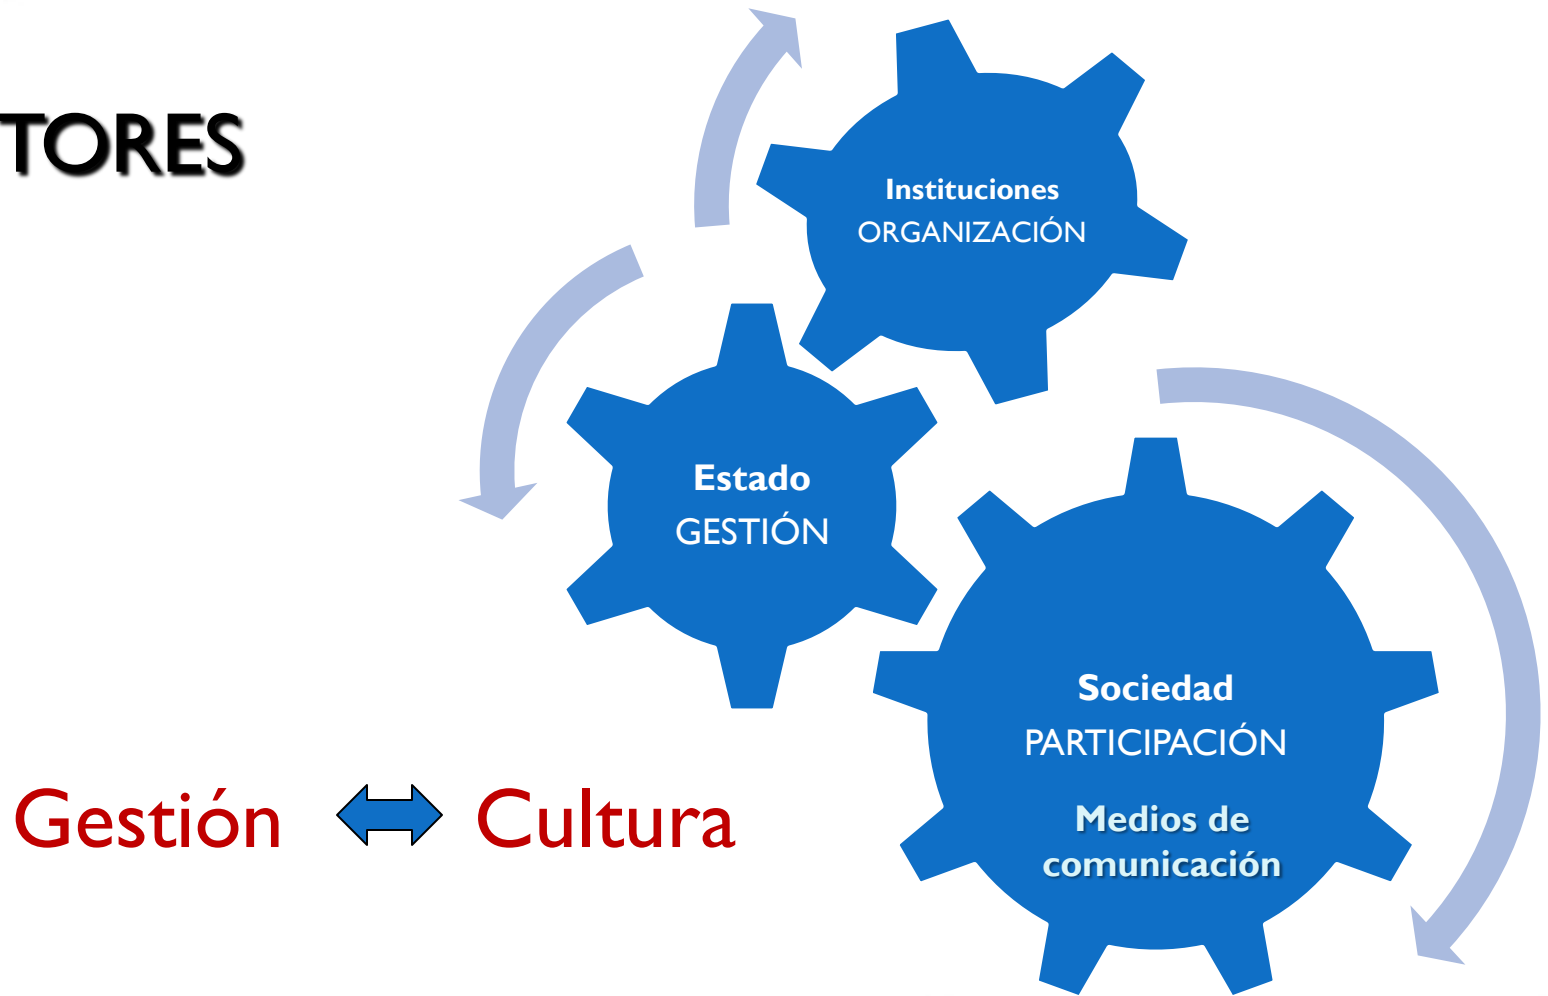 TORES
Instituciones
ORGANIZACIÓN
Estado
GESTIÓN
Sociedad
PARTICIPACIÓN
Medios de
comunicación
Gestión Cultura